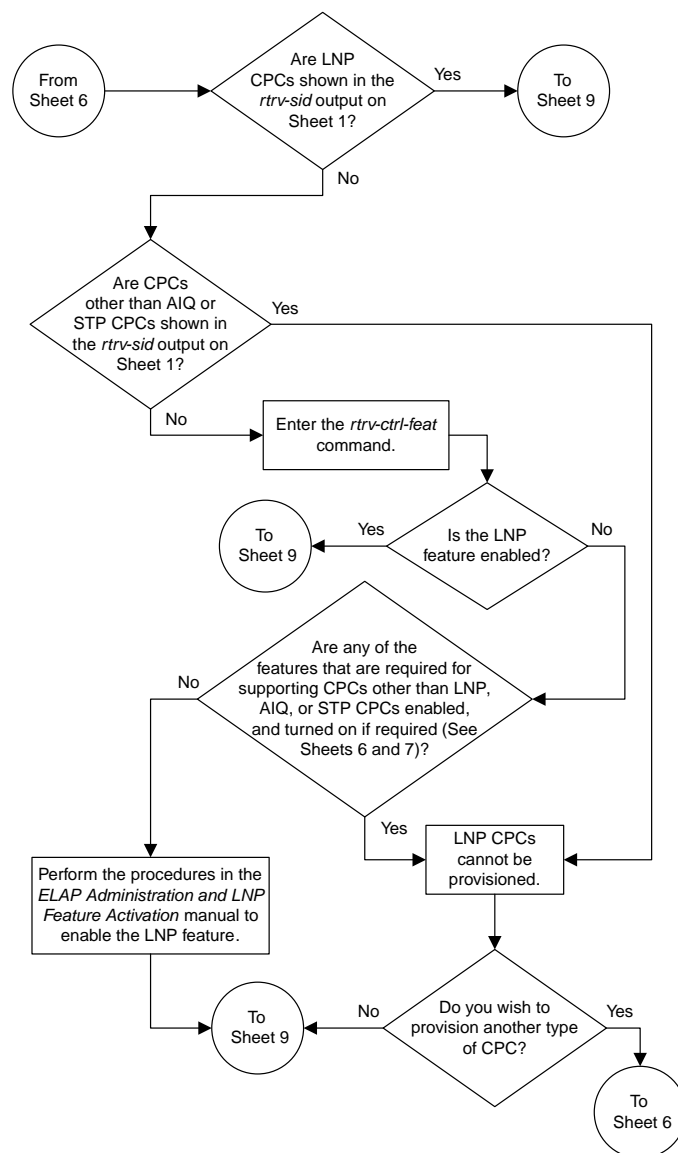 From
Sheet 6
Are LNP
CPCs shown in the
rtrv-sid output on
Sheet 1?
Yes
To
Sheet 9
No
Are CPCs
other than AIQ or
STP CPCs shown in
the rtrv-sid output on
Sheet 1?
Yes
No
Enter the rtrv-ctrl-feat
command.
To
Sheet 9
Yes
Is the LNP
feature enabled?
No
Are any of the
features that are required for
supporting CPCs other than LNP,
AIQ, or STP CPCs enabled,
and turned on if required (See
Sheets 6 and 7)?
No
Yes
LNP CPCs
cannot be
provisioned.
Perform the procedures in the
ELAP Administration and LNP
Feature Activation manual to
enable the LNP feature.
To
Sheet 9
No
Do you wish to
provision another type
of CPC?
Yes
To
Sheet 6